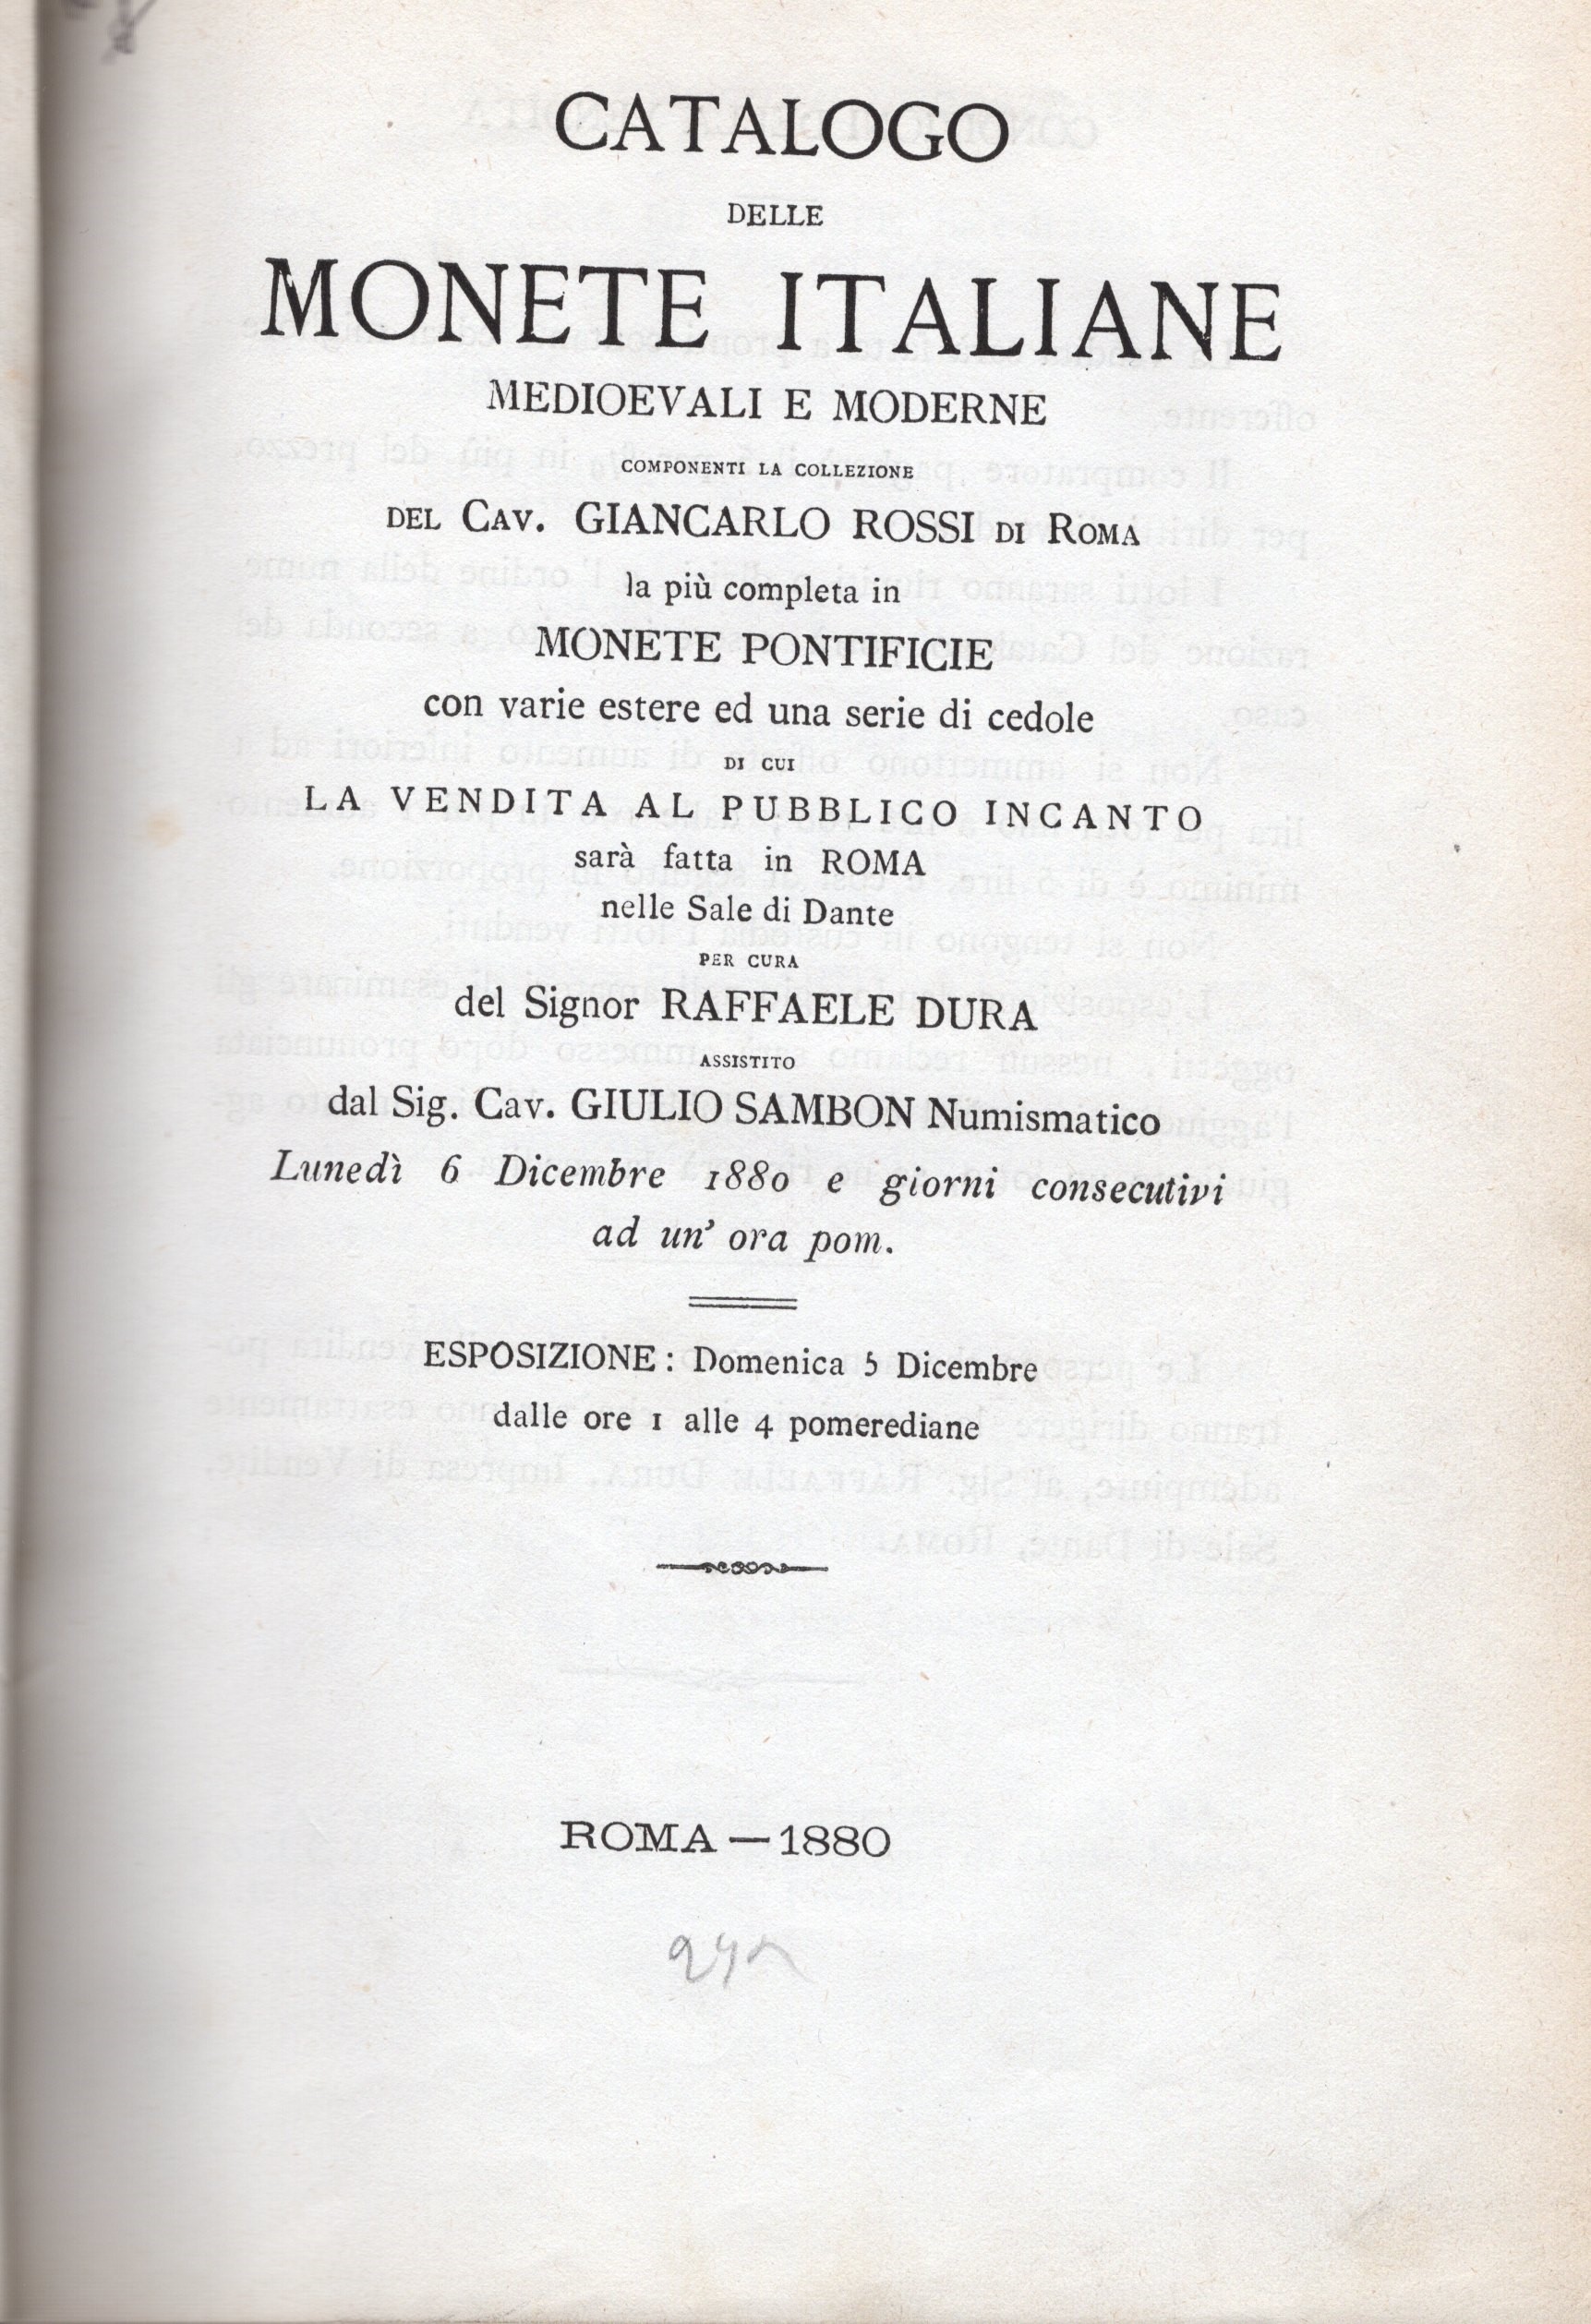 CATALOGO
DELLE
MONETE ITALIANE
MEDIOEVALI E MODERNE
COMPONENTI LA COLLEZIONE
DEL CAV. GIANCARLO ROSSI DI ROMA
la più completa in
MONETE PONTIFICIE
con varie estere ed una serie di cedole
DI CUI
LA VENDITA AL PUBBLICO INCANTO
sarà fatta in ROMA
nelle Sale di Dante
PER CURA
del Signor RAFFAELE DURA
ASSISTITO
dal Sig. Cav. GIULIO SAMBON Numismatico
Lunedì 6 Dicembre 1880 e giorni consecutivi
ad un' ora pom.
ESPOSIZIONE: Domenica 5 Dicembre
dalle ore 1 alle 4 pomerediane
ROMA — 1880